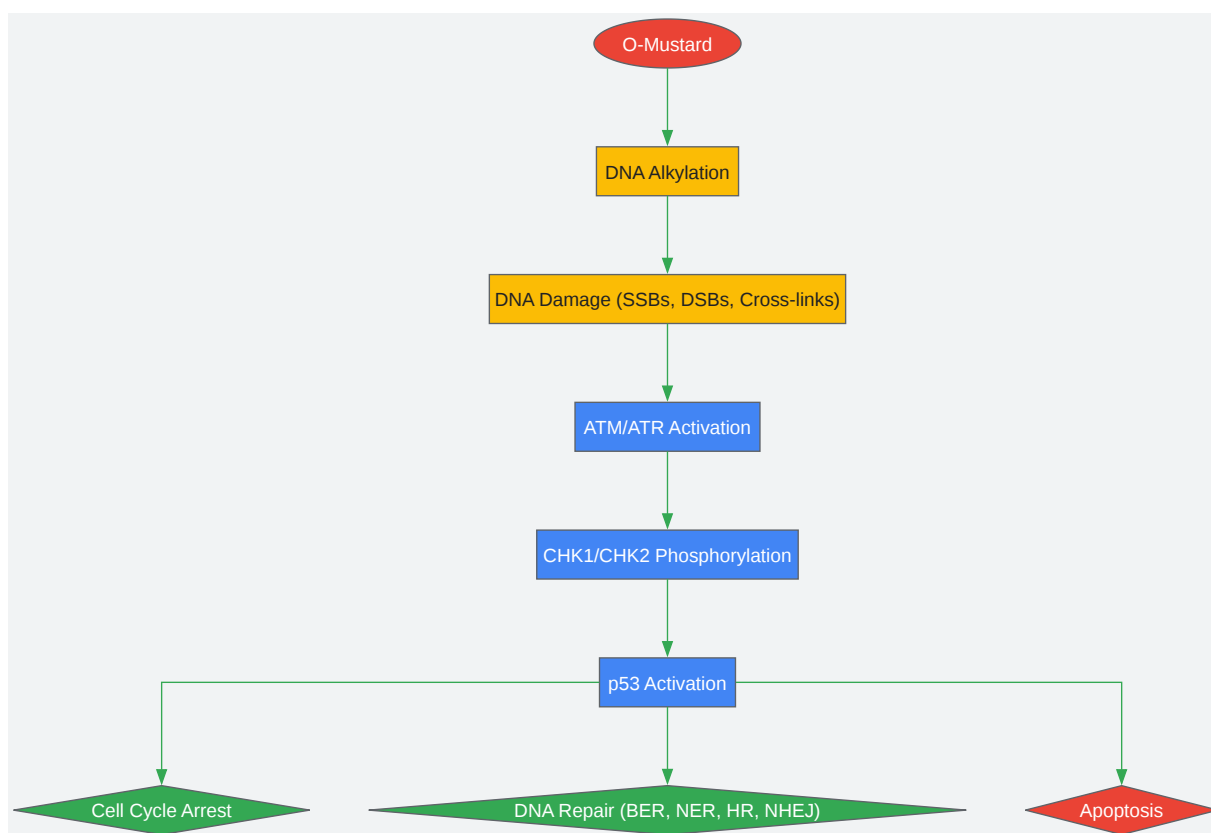 O-Mustard
DNA Alkylation
DNA Damage (SSBs, DSBs, Cross-links)
ATM/ATR Activation
CHK1/CHK2 Phosphorylation
p53 Activation
Cell Cycle Arrest
DNA Repair (BER, NER, HR, NHEJ)
Apoptosis